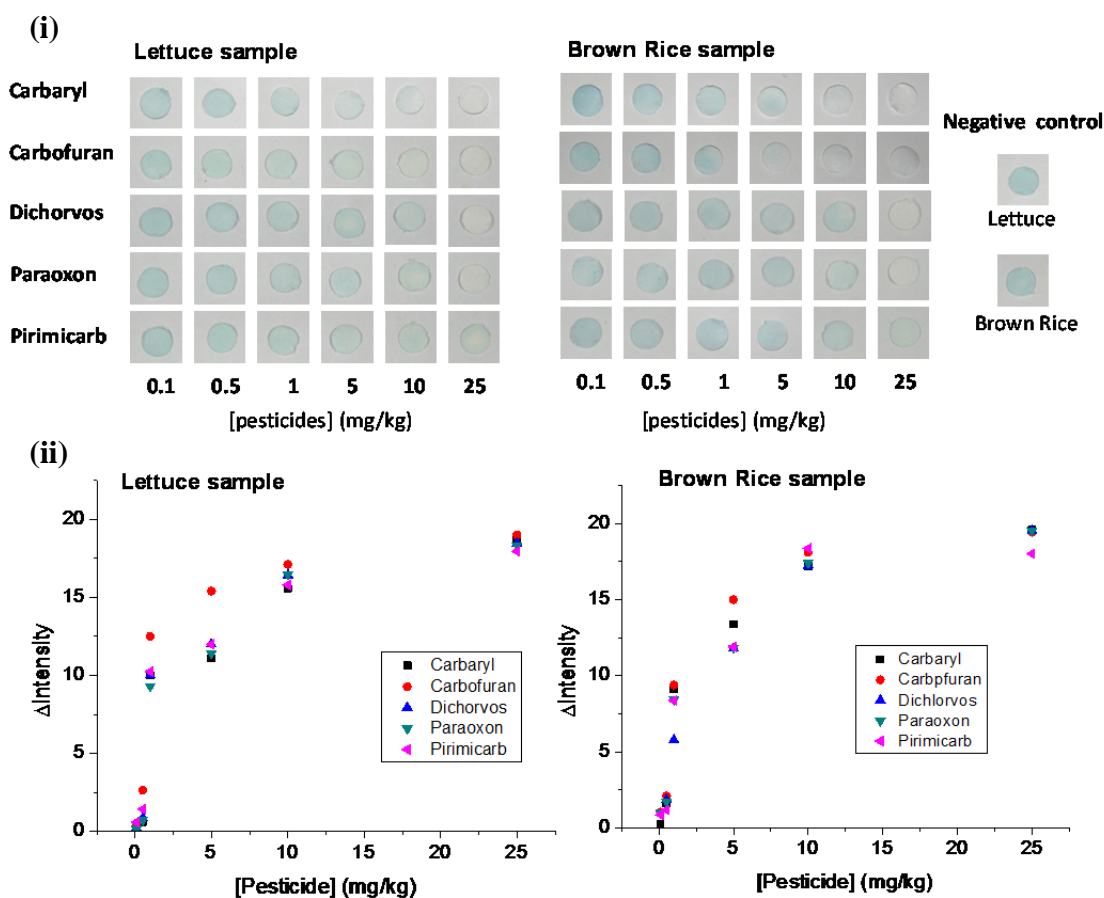 (i)
Lettuce sample
Brown Rice sample
Carbaryl
Carbofuran
Dichorvos
Paraoxon
Pirimicarb
0.1 0.5 1 5 10 25
[pesticides] (mg/kg)
0.1 0.5 1 5 10 25
[pesticides] (mg/kg)
Negative control
Lettuce
Brown Rice
(ii)
Lettuce sample
ΔIntensity
20
15
10
5
0
Carbaryl
Carbofuran
Dichorvos
Paraoxon
Pirimicarb
0 5 10 15 20 25
[Pesticide] (mg/kg)
Brown Rice sample
ΔIntensity
20
15
10
5
0
Carbaryl
Carbpfuran
Dichlorvos
Paraoxon
Pirimicarb
0 5 10 15 20 25
[Pesticide] (mg/kg)